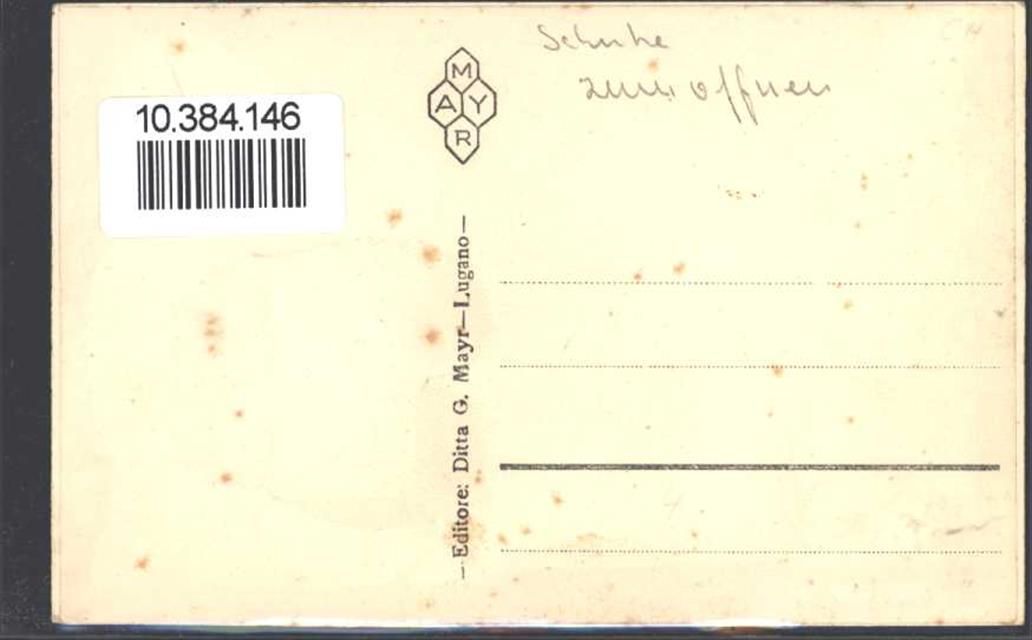 10.384.146
M
A Y
R
Schuhe
zum öffnen
—Editore: Ditta G. Mayr—Lugano—